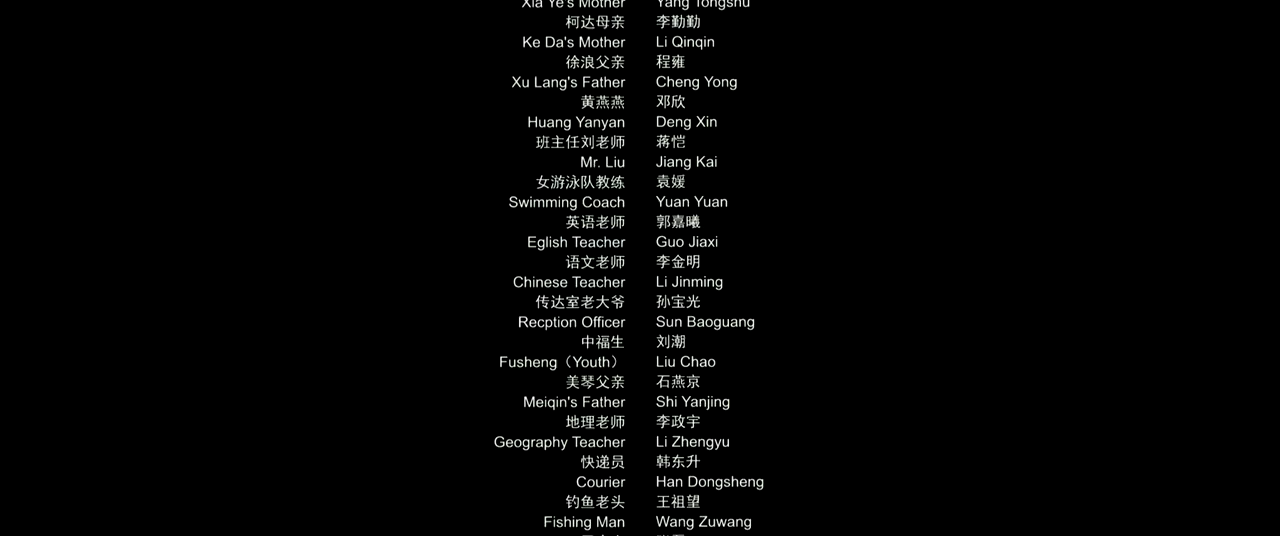 Xia Ye's Mother Yang Tongshu
柯达母亲 李勤勤
Ke Da's Mother Li Qinqin
徐浪父亲 程雍
Xu Lang's Father Cheng Yong
黄燕燕 邓欣
Huang Yanyan Deng Xin
班主任刘老师 蒋恺
Mr. Liu Jiang Kai
女游泳队教练 袁媛
Swimming Coach Yuan Yuan
英语老师 郭嘉曦
Eglish Teacher Guo Jiaxi
语文老师 李金明
Chinese Teacher Li Jinming
传达室老大爷 孙宝光
Recption Officer Sun Baoguang
中福生 刘潮
Fusheng（Youth） Liu Chao
美琴父亲 石燕京
Meiqin's Father Shi Yanjing
地理老师 李政宇
Geography Teacher Li Zhengyu
快递员 韩东升
Courier Han Dongsheng
钓鱼老头 王祖望
Fishing Man Wang Zuwang